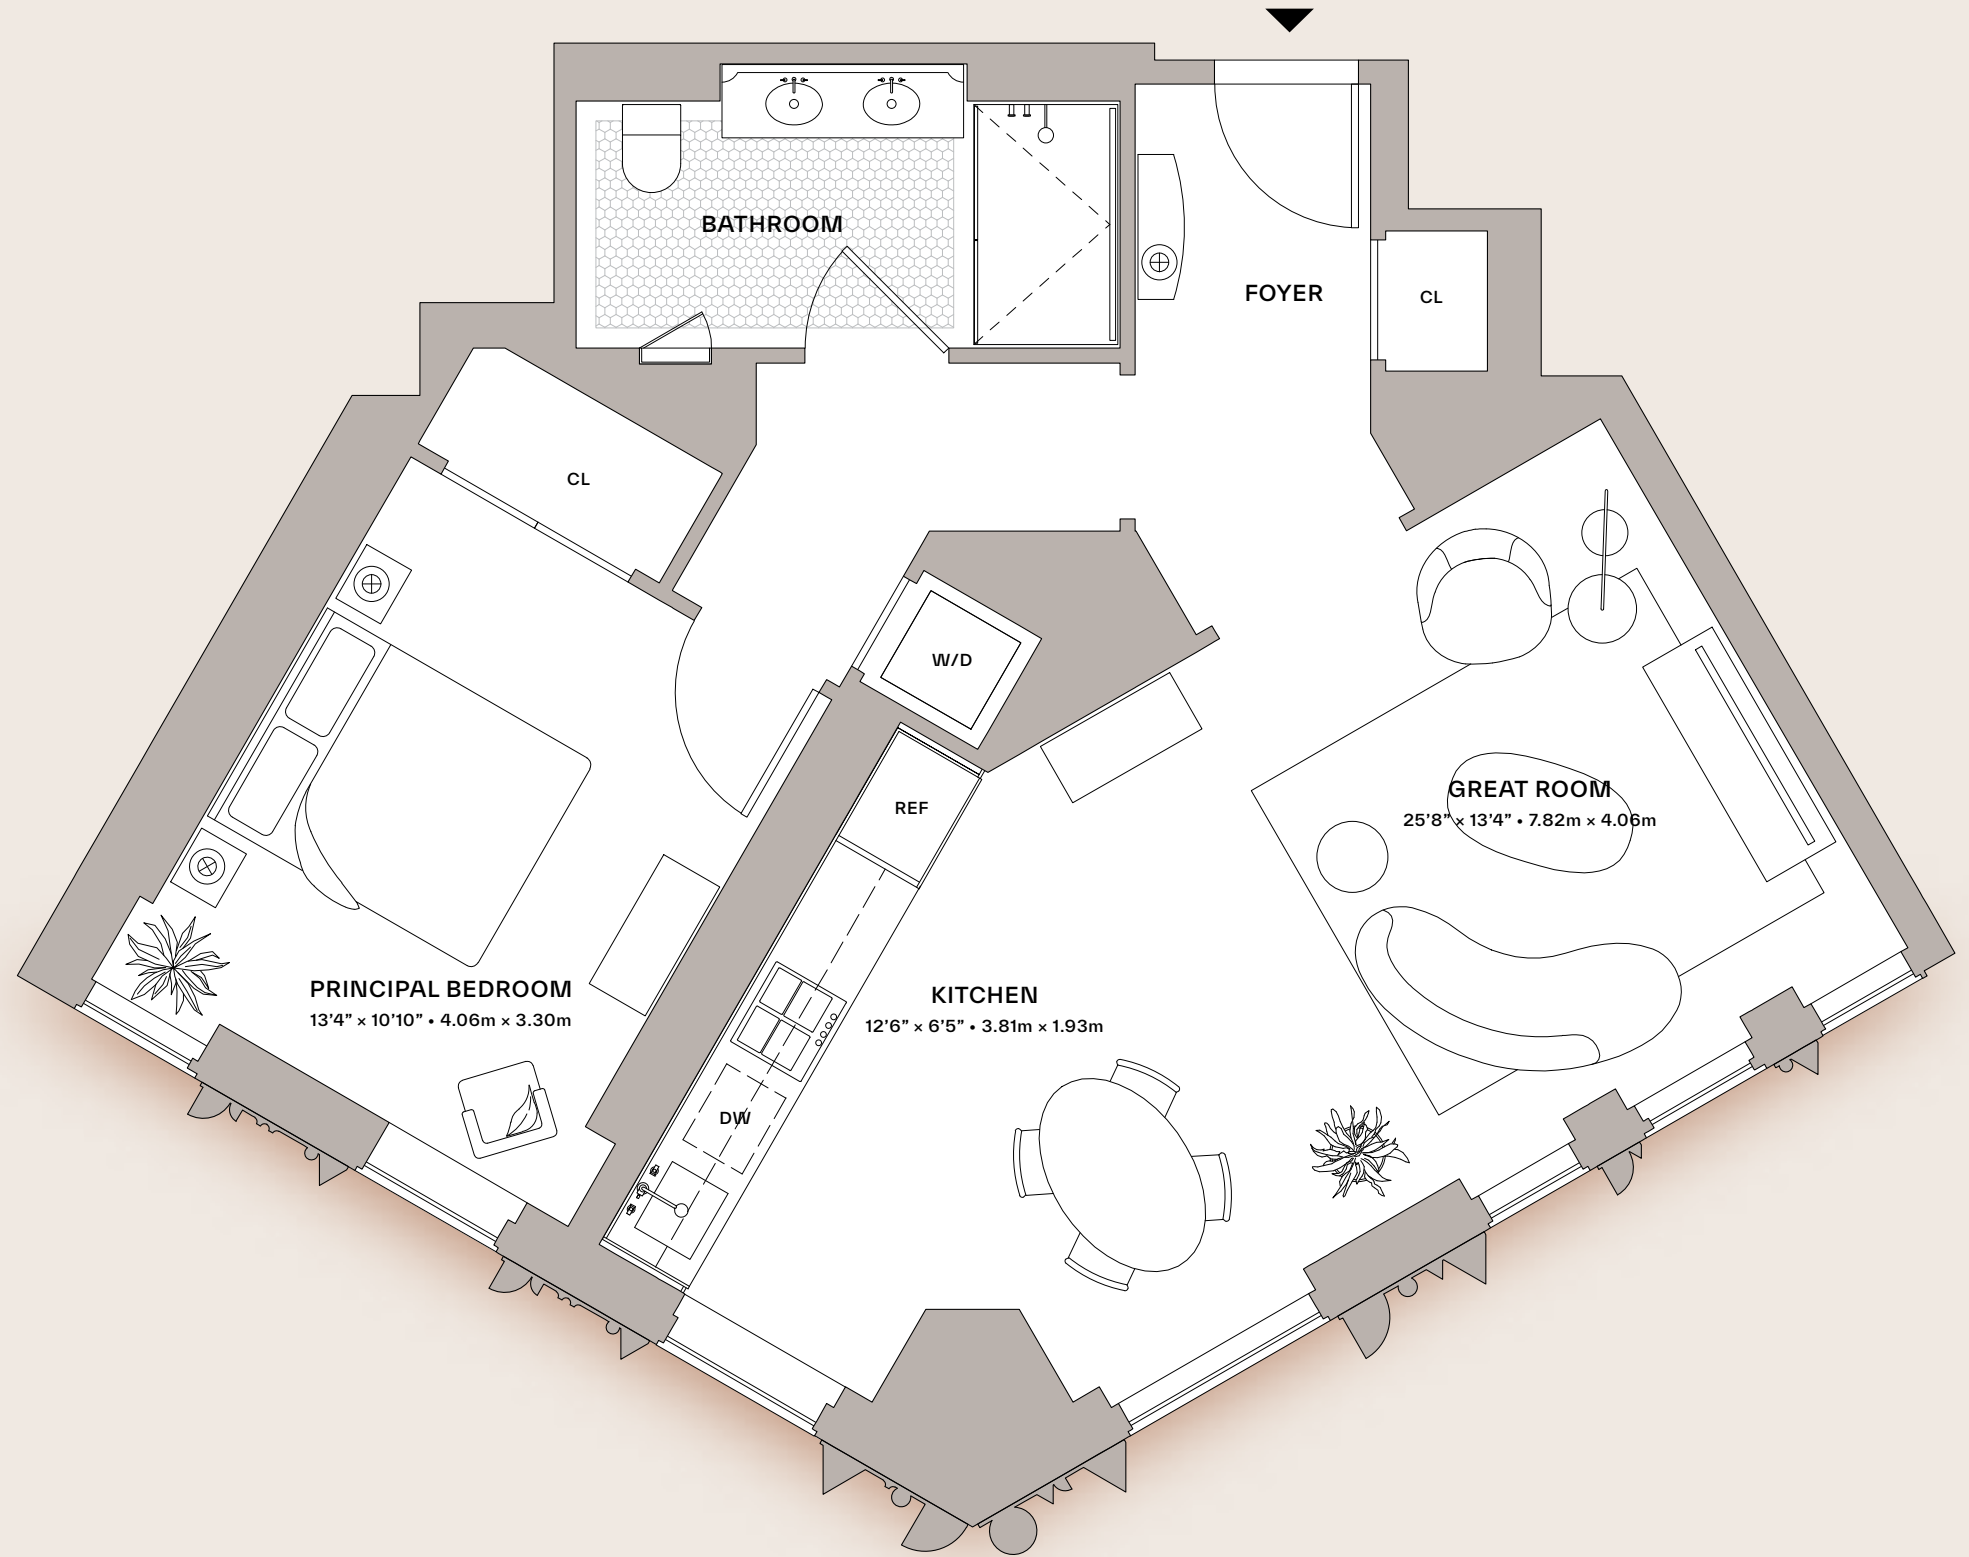 BATHROOM
FOYER
CL
CL
W/D
REF
GREAT ROOM
25’8” × 13’4” • 7.82m × 4.06m
PRINCIPAL BEDROOM
13’4” × 10’10” • 4.06m × 3.30m
KITCHEN
12’6” × 6’5” • 3.81m × 1.93m
DW